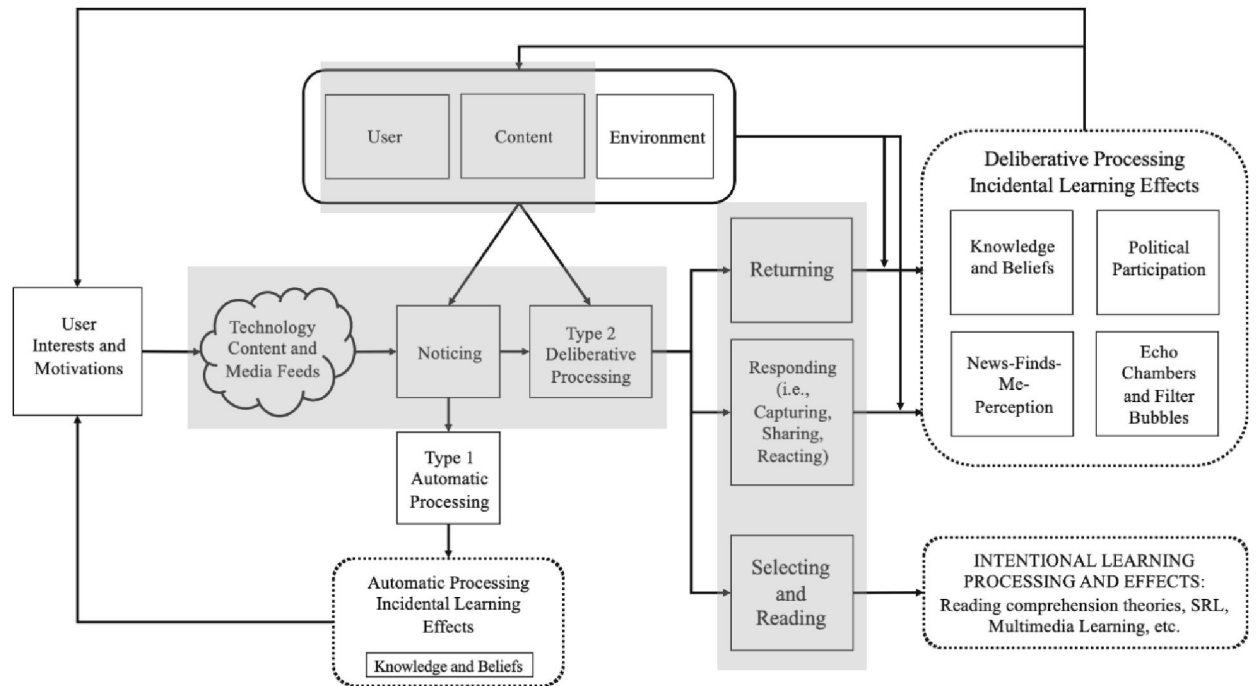 User
Content
Environment
Deliberative Processing
Incidental Learning Effects
Knowledge
and Beliefs
Political
Participation
News-Finds-
Me-
Perception
Echo
Chambers
and Filter
Bubbles
User
Interests and
Motivations
Technology
Content and
Media Feeds
Noticing
Type 2
Deliberative
Processing
Returning
Responding
(i.e.,
Capturing,
Sharing,
Reacting)
Type 1
Automatic
Processing
Selecting
and
Reading
Automatic Processing
Incidental Learning
Effects
Knowledge and Beliefs
INTENTIONAL LEARNING
PROCESSING AND EFFECTS:
Reading comprehension theories, SRL,
Multimedia Learning, etc.